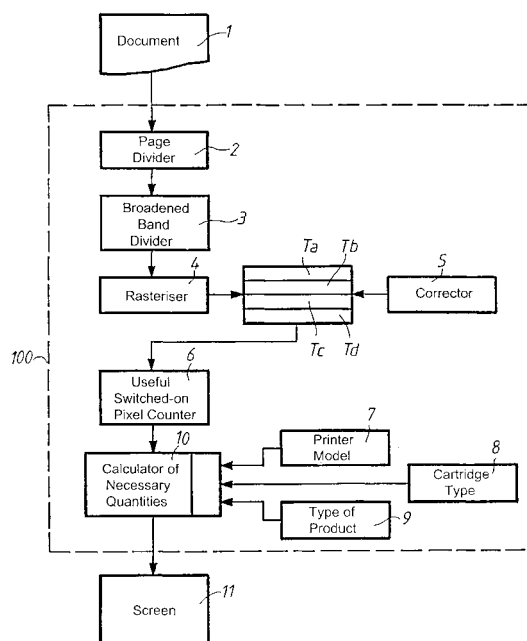 Document
1
Page
Divider
2
Broadened
Band
Divider
3
Rasteriser
4
Ta
Tb
Tc
Td
Corrector
5
100
Useful
Switched-on
Pixel Counter
6
Calculator of
Necessary
Quantities
10
Printer
Model
7
Cartridge
Type
8
Type of
Product
9
Screen
11